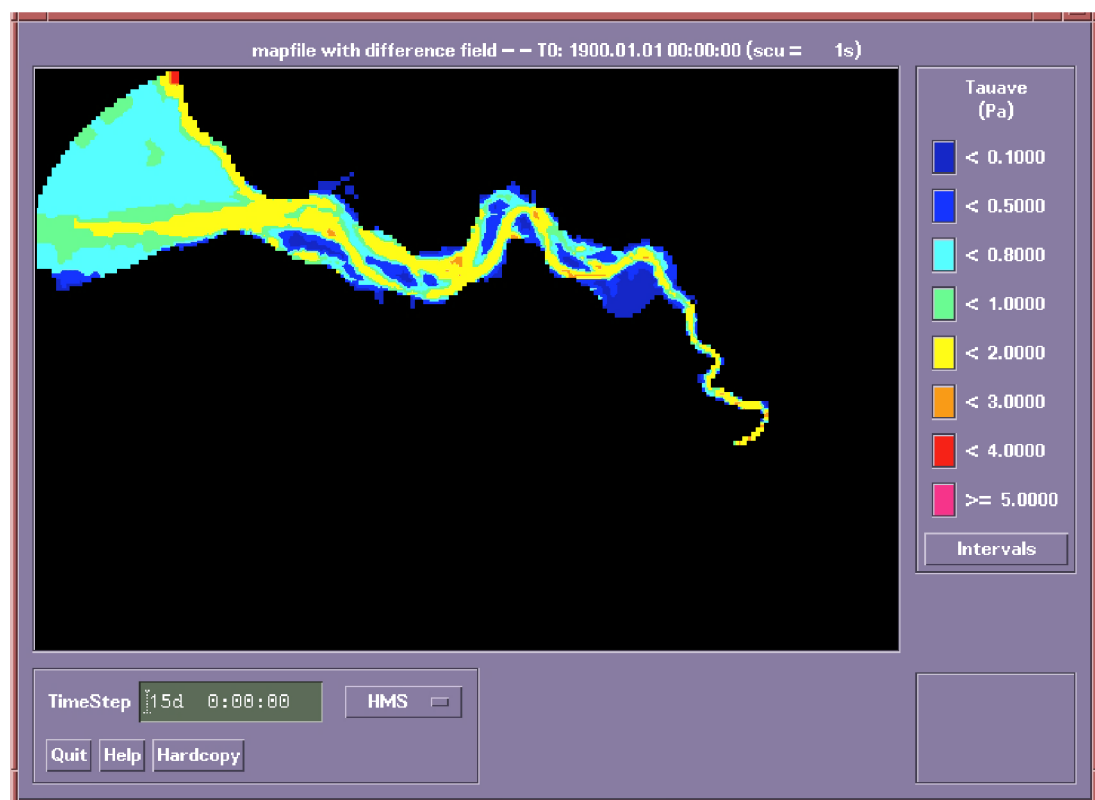 mapfile with difference field – – T0: 1900.01.01 00:00:00 (scu =     1s)
Tauave
(Pa)
< 0.1000
< 0.5000
< 0.8000
< 1.0000
< 2.0000
< 3.0000
< 4.0000
>= 5.0000
Intervals
TimeStep 15d 0:00:00 HMS
Quit Help Hardcopy